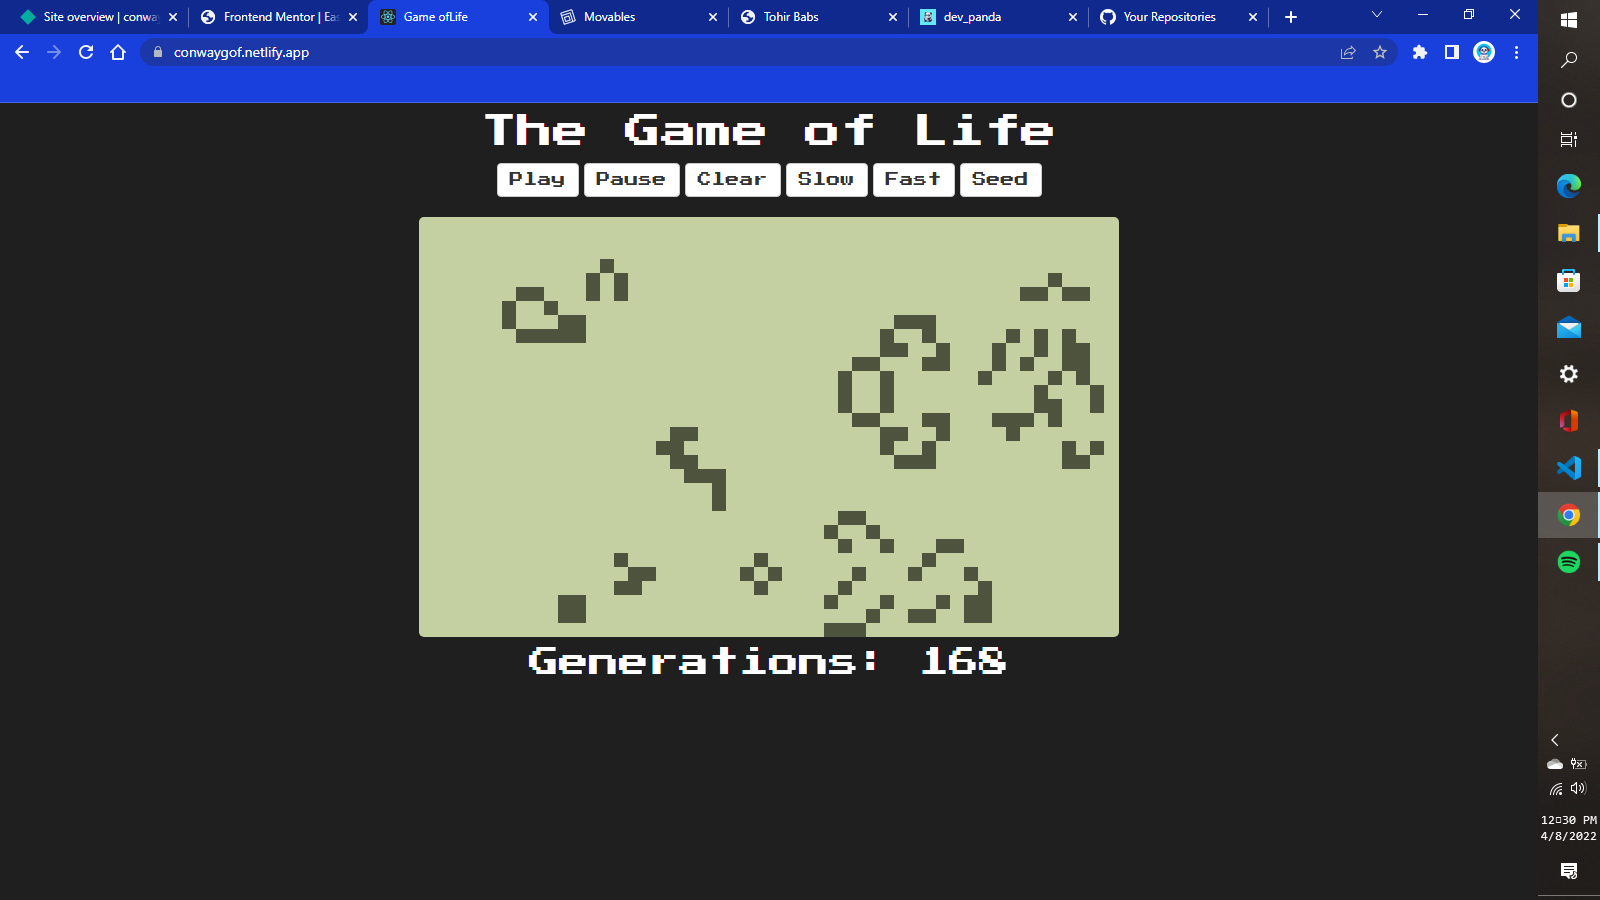 Site overview | conwa
Frontend Mentor | Ea
Game ofLife
Movables
Tohir Babs
dev_panda
Your Repositories
conwaygof.netlify.app
The Game of Life
Play
Pause
Clear
Slow
Fast
Seed
Generations: 168
12▯30 PM
4/8/2022